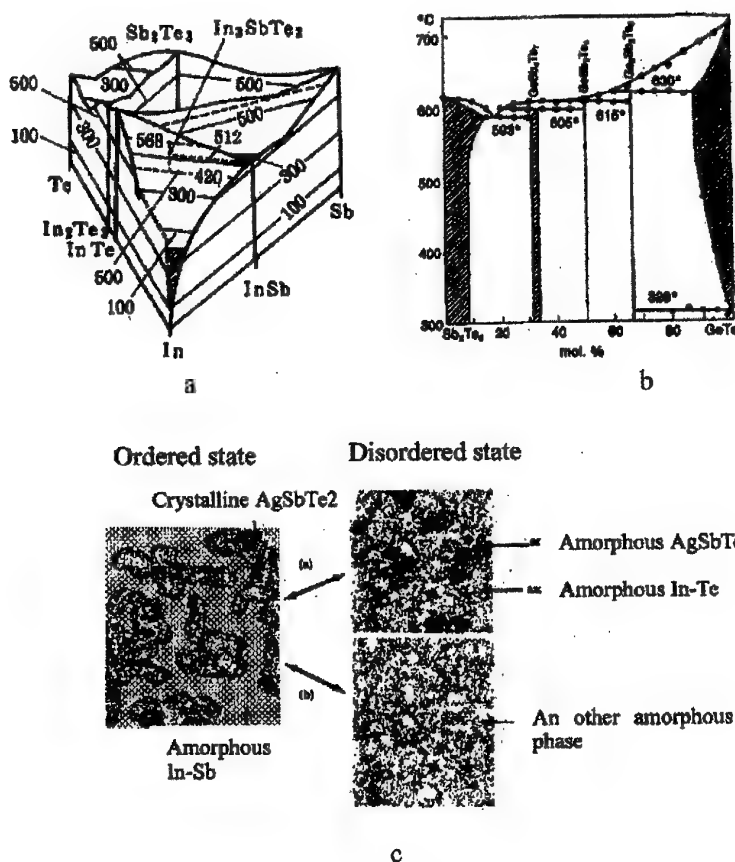 Sb₂Te₃
In₃SbTe₂
500
600
300
500
500
100
300
568
512
420
300
300
100
Te
Sb
In₂Te₃
In Te
500
100
InSb
In
a
°C
700
600
500
400
300
593°
605°
615°
630°
Sb₂Te₃
20
40
60
80
GeTe
mol. %
b
Ordered state
Disordered state
Crystalline AgSbTe2
(a)
Amorphous AgSbTe
Amorphous In-Te
(b)
An other amorphous
phase
Amorphous
In-Sb
c